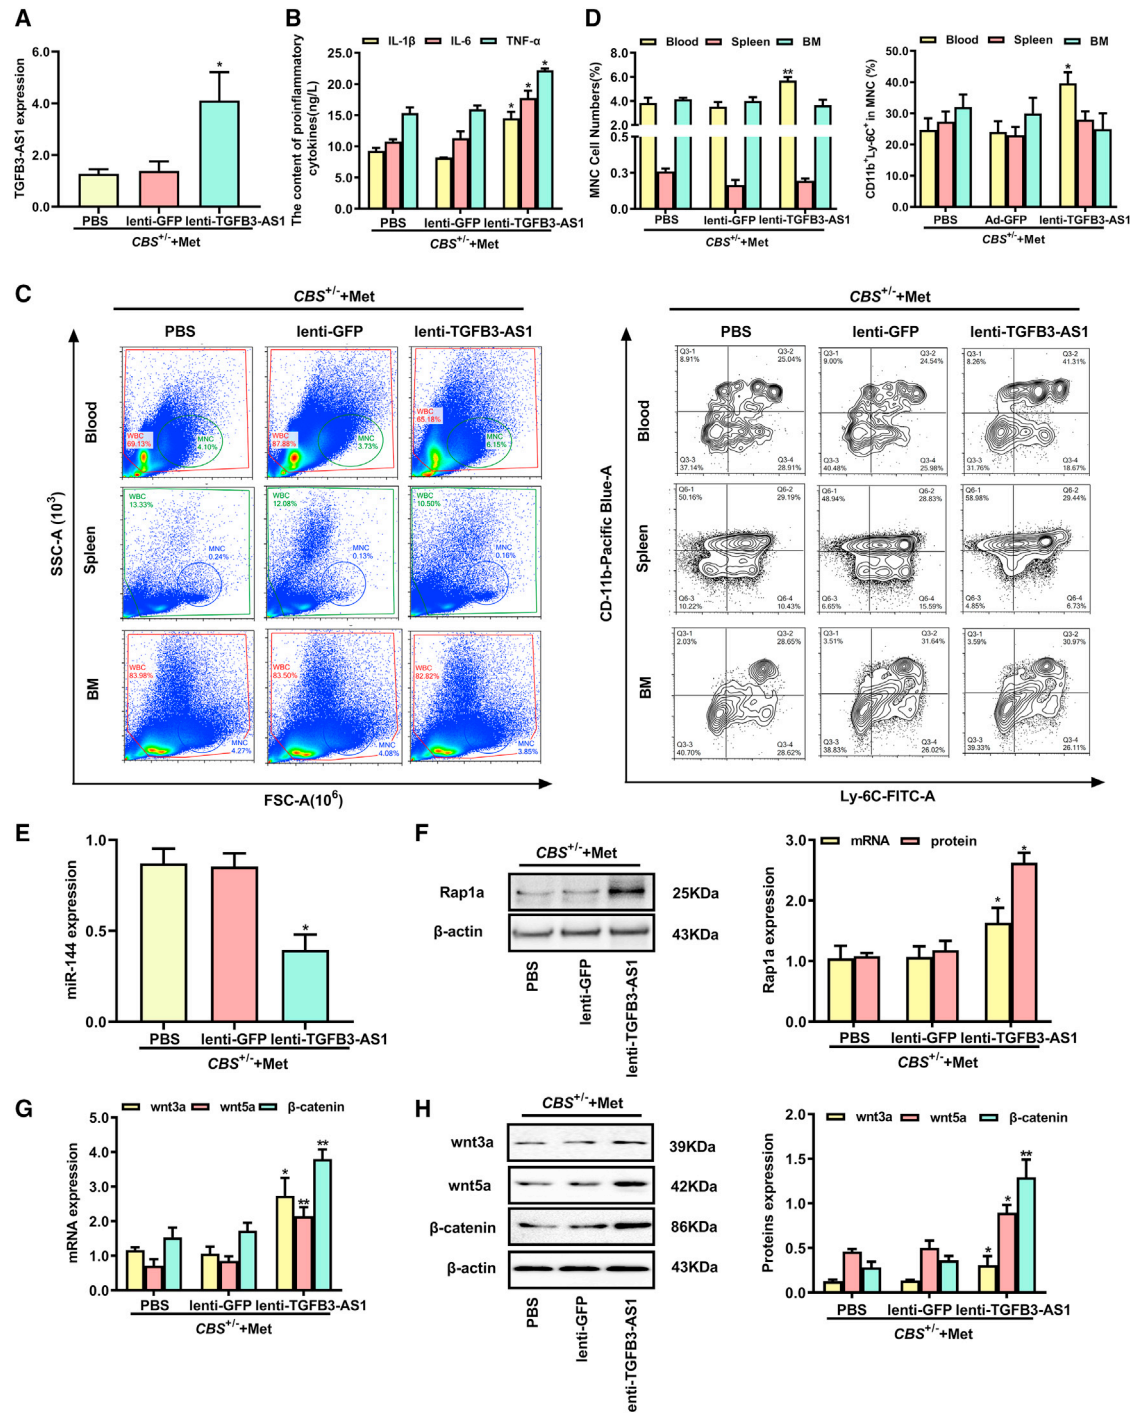 A
TGFB3-AS1 expression
6.0
4.0
2.0
0.0
*
PBS lenti-GFP lenti-TGFB3-AS1
CBS+/-+Met
B
IL-1β IL-6 TNF-α
The content of proinflammatory
cytokines(ng/L)
25.0
20.0
15.0
10.0
5.0
0.0
* * *
PBS lenti-GFP lenti-TGFB3-AS1
CBS+/-+Met
D
Blood Spleen BM
MNC Cell Numbers(%)
8.0
6.0
4.0
2.0
0.5
0.3
0.0
**
PBS lenti-GFP lenti-TGFB3-AS1
CBS+/-+Met
Blood Spleen BM
CD11b+Ly-6C+ in MNC (%)
50.0
40.0
30.0
20.0
10.0
0.0
*
PBS Ad-GFP lenti-TGFB3-AS1
CBS+/-+Met
C
CBS+/-+Met
PBS lenti-GFP lenti-TGFB3-AS1
SSC-A (10³)
Blood
WBC
69.13%
MNC
4.10%
WBC
87.88%
MNC
3.73%
WBC
65.18%
MNC
6.15%
Spleen
WBC
13.33%
MNC
0.24%
WBC
12.08%
MNC
0.13%
WBC
10.50%
MNC
0.16%
BM
WBC
83.98%
MNC
4.27%
WBC
83.50%
MNC
4.08%
WBC
82.82%
MNC
3.85%
FSC-A(10⁶)
CBS+/-+Met
PBS lenti-GFP lenti-TGFB3-AS1
CD-11b-Pacific Blue-A
Blood
Q3-1 Q3-2
8.91% 25.04%
Q3-3 Q3-4
37.14% 28.91%
Q3-1 Q3-2
9.00% 24.54%
Q3-3 Q3-4
40.48% 25.98%
Q3-1 Q3-2
8.26% 41.31%
Q3-3 Q3-4
31.76% 18.67%
Spleen
Q6-1 Q6-2
50.16% 29.19%
Q6-3 Q6-4
10.22% 10.43%
Q6-1 Q6-2
48.94% 28.83%
Q6-3 Q6-4
6.65% 15.59%
Q6-1 Q6-2
58.98% 29.44%
Q6-3 Q6-4
4.85% 6.73%
BM
Q3-1 Q3-2
2.03% 28.65%
Q3-3 Q3-4
40.70% 28.62%
Q3-1 Q3-2
3.51% 31.64%
Q3-3 Q3-4
38.83% 26.02%
Q3-1 Q3-2
3.59% 30.97%
Q3-3 Q3-4
39.33% 26.11%
Ly-6C-FITC-A
E
miR-144 expression
1.0
0.5
0.0
*
PBS lenti-GFP lenti-TGFB3-AS1
CBS+/-+Met
F
CBS+/-+Met
Rap1a 25KDa
β-actin 43KDa
PBS
lenti-GFP
lenti-TGFB3-AS1
mRNA protein
Rap1a expression
3.0
2.0
1.0
0.0
* *
PBS lenti-GFP lenti-TGFB3-AS1
CBS+/-+Met
G
wnt3a wnt5a β-catenin
mRNA expression
5.0
4.0
3.0
2.0
1.0
0.0
* ** **
PBS lenti-GFP lenti-TGFB3-AS1
CBS+/-+Met
H
CBS+/-+Met
wnt3a 39KDa
wnt5a 42KDa
β-catenin 86KDa
β-actin 43KDa
PBS
lenti-GFP
enti-TGFB3-AS1
wnt3a wnt5a β-catenin
Proteins expression
2.0
1.5
1.0
0.5
0.0
* * **
PBS lenti-GFP lenti-TGFB3-AS1
CBS+/-+Met